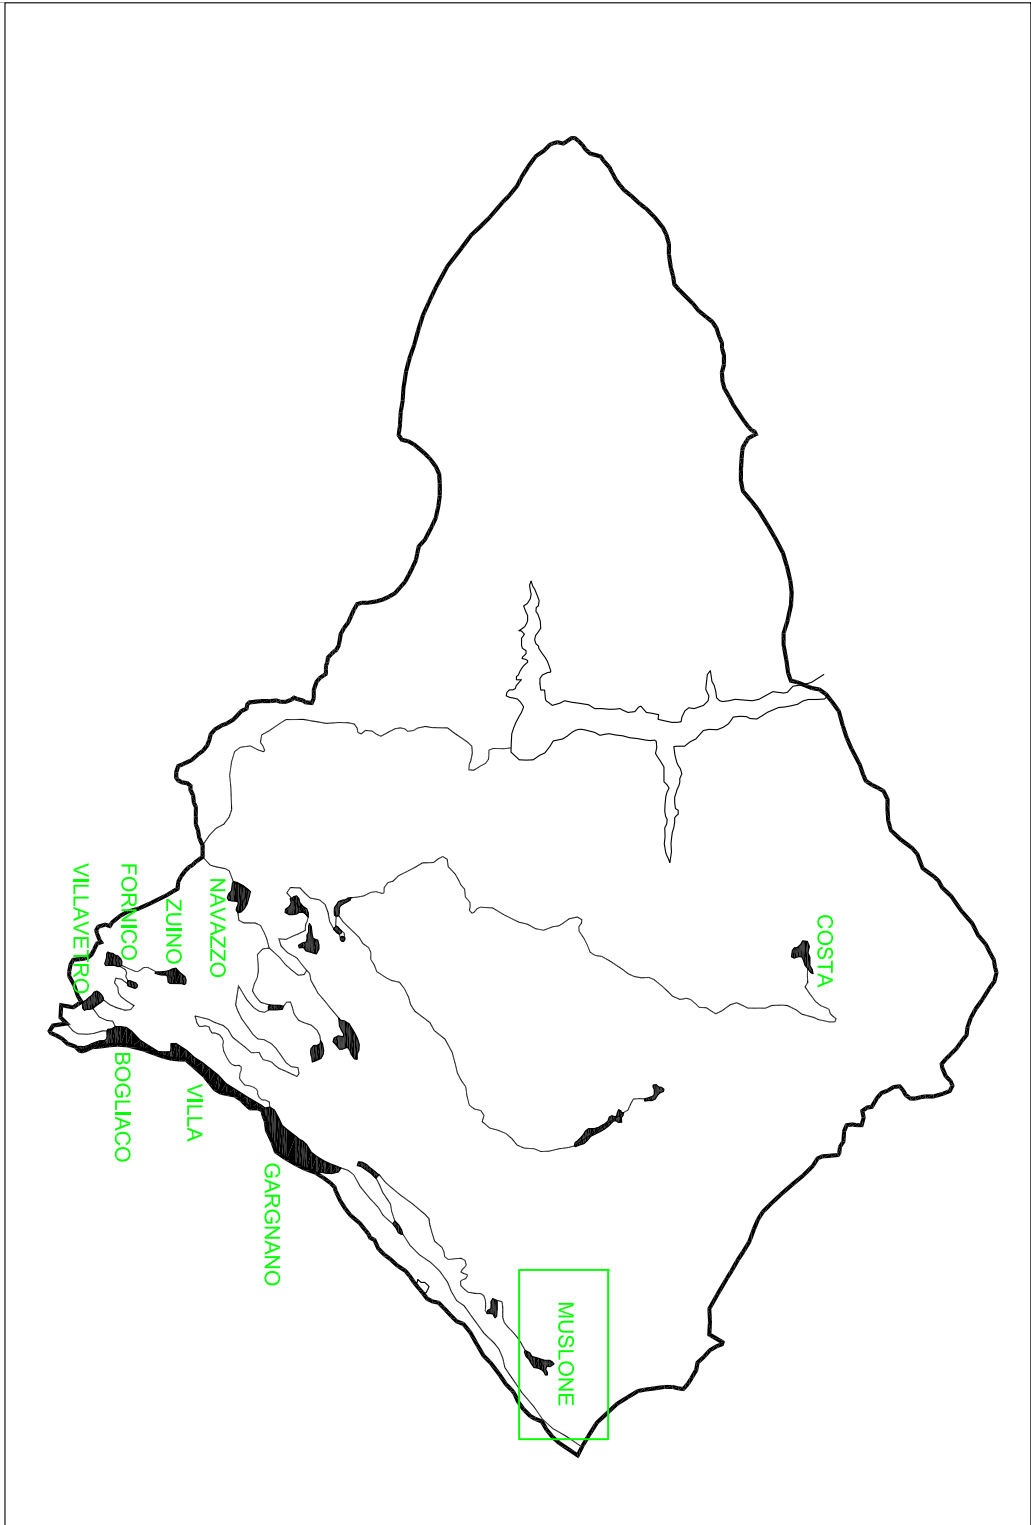 COSTA
NAVAZZO
ZUINO
FORNICO
VILLAVETRO
BOGLIACO
VILLA
GARGNANO
MUSLONE